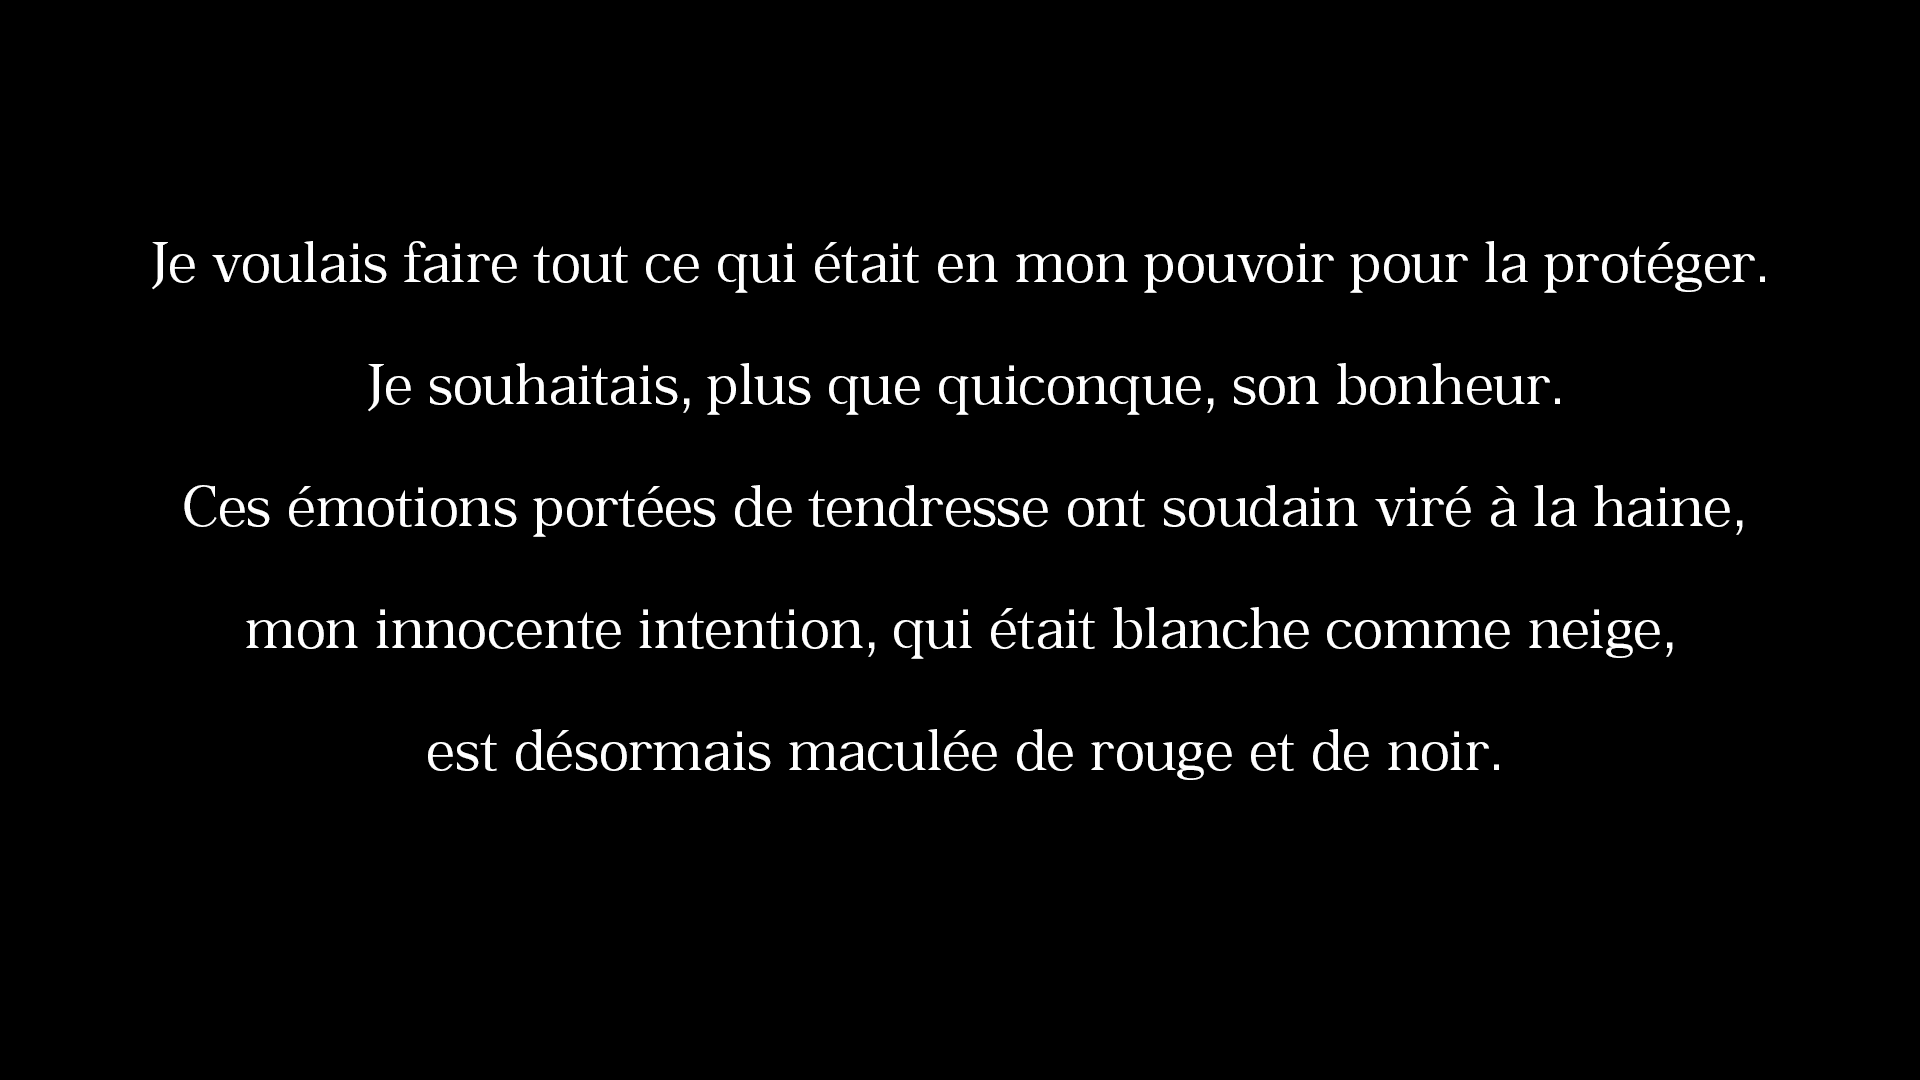 Je voulais faire tout ce qui était en mon pouvoir pour la protéger.
Je souhaitais, plus que quiconque, son bonheur.
Ces émotions portées de tendresse ont soudain viré à la haine,
mon innocente intention, qui était blanche comme neige,
est désormais maculée de rouge et de noir.